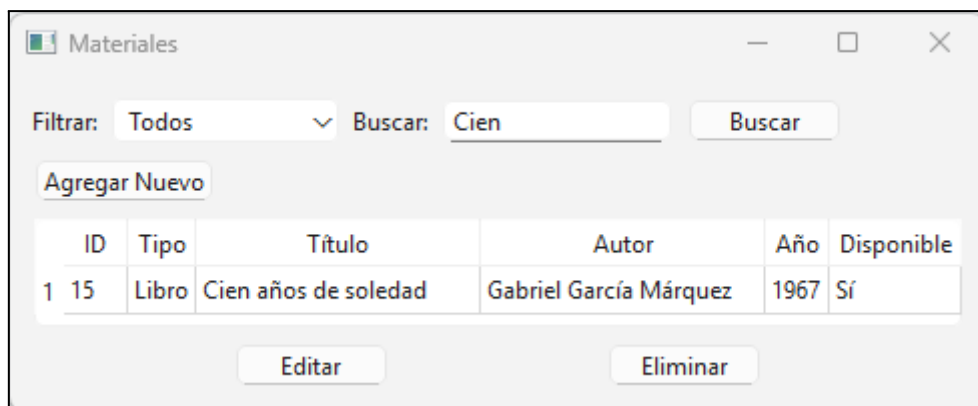 Materiales
Filtrar: Todos Buscar: Cien Buscar
Agregar Nuevo
ID Tipo Título Autor Año Disponible
1 15 Libro Cien años de soledad Gabriel García Márquez 1967 Sí
Editar Eliminar